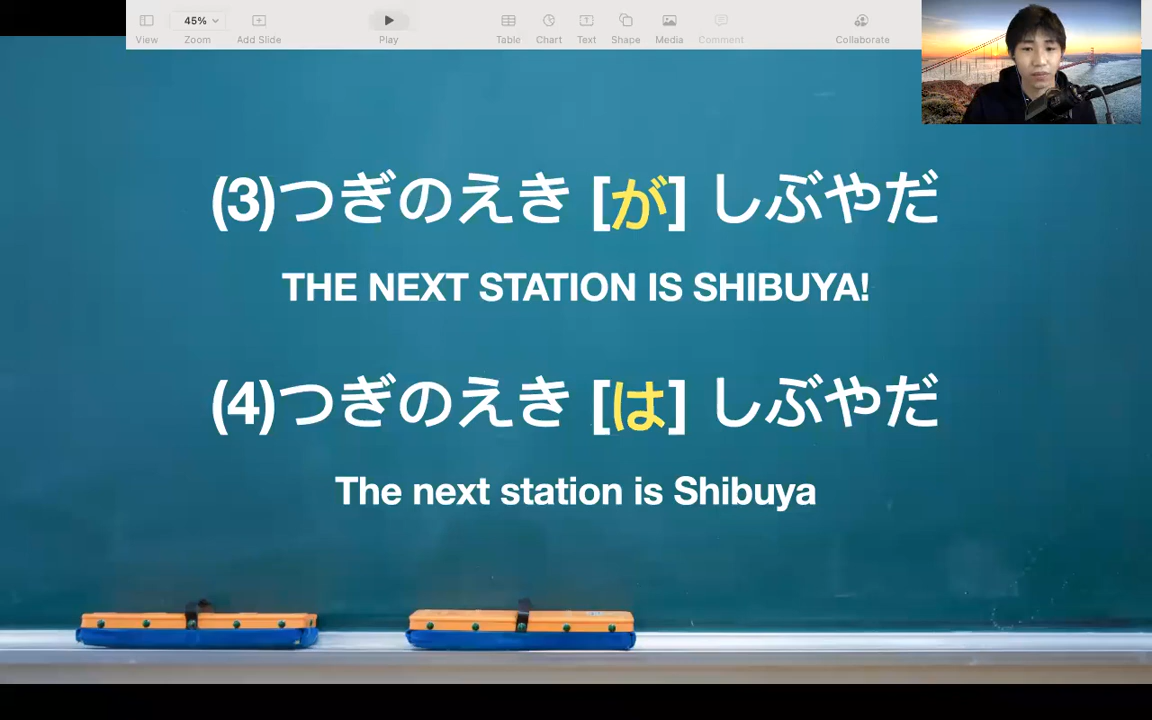 45%
View
Zoom
Add Slide
Play
Table
Chart
Text
Shape
Media
Comment
Collaborate
(3)つぎのえき [が] しぶやだ
THE NEXT STATION IS SHIBUYA!
(4)つぎのえき [は] しぶやだ
The next station is Shibuya